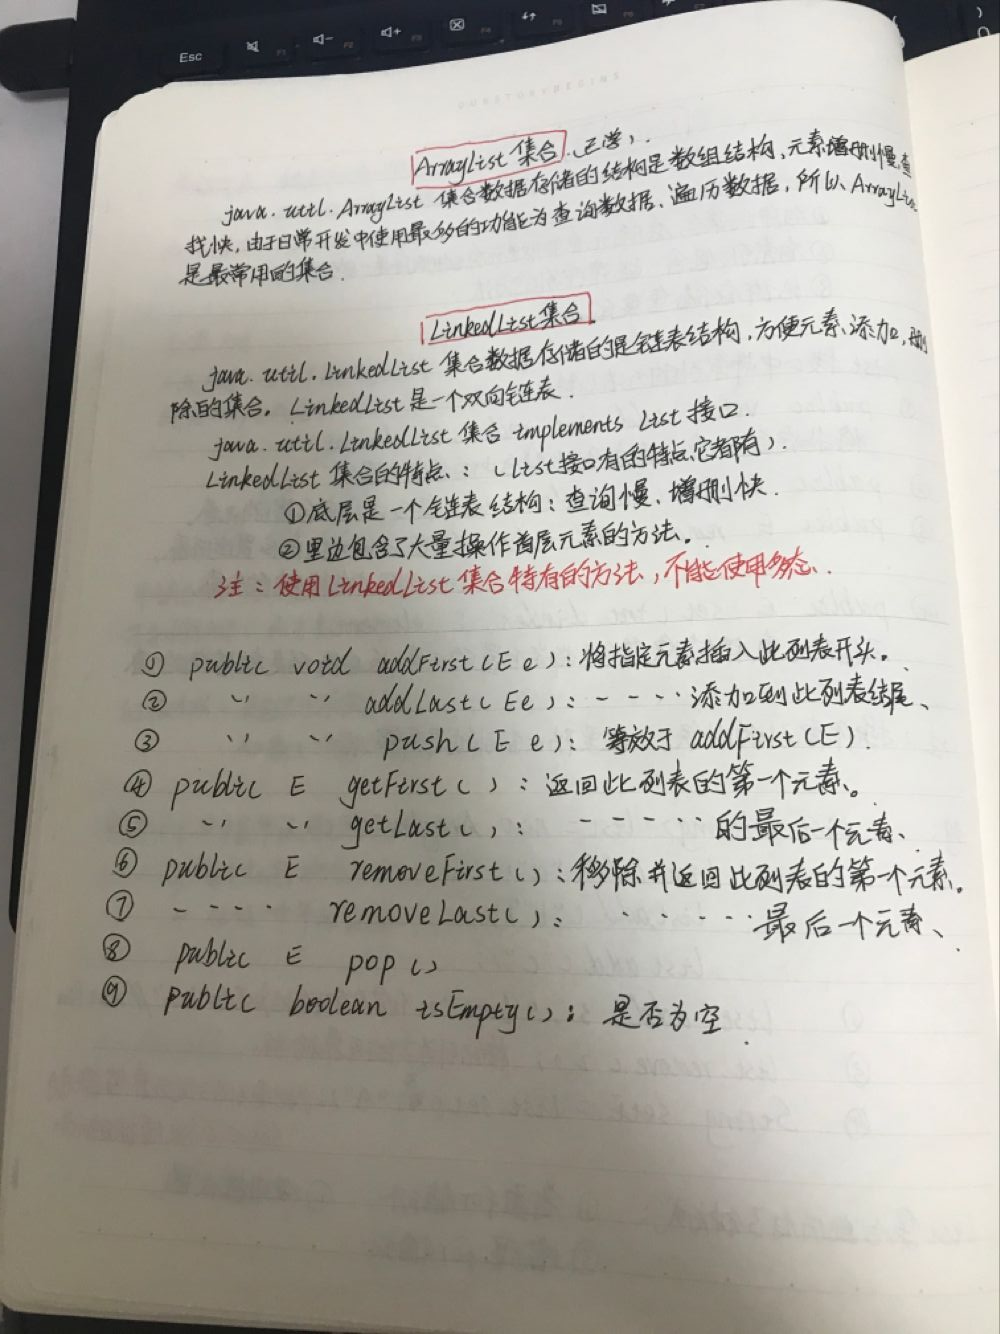 OURSTORYBEGINS
ArrayList 集合
java.util.ArrayList 集合数据存储的结构是数组结构、元素增删慢、查
找快,由于日常开发中使用最多的功能为查询数据、遍历数据,所以、ArrayList
是最常用的集合.
LinkedList集合.
java.util.LinkedList 集合数据存储的是链表结构,方便元素、添加,删
除的集合。LinkedList是一个双向链表.
java.util.LinkedList 集合 implements List 接口.
LinkedList 集合的特点、:(List接口有的特点、它都有).
①底层是一个链表结构:查询慢、增删快.
②里边包含了大量操作首层元素的方法。
注:使用LinkedList集合特有的方法,不能使用多态.
① public void addFirst(E e):将指定元素插入此列表开头。
② 〃 〃 addLast(E e):- - - -添加到此列表结尾、
③ 〃 〃 push(E e):等效于 addFirst(E).
④ public E getFirst():返回此列表的第一个元素。
⑤ 〃 〃 getLast():- - - - - 的最后一个元素、
⑥ public E removeFirst():移除并返回此列表的第一个元素。
⑦ - - - - removeLast():- - - - - 最后一个元素、
⑧ public E pop()
⑨ public boolean isEmpty():是否为空.
Esc
F1
F2
F3
F4
F5
F6